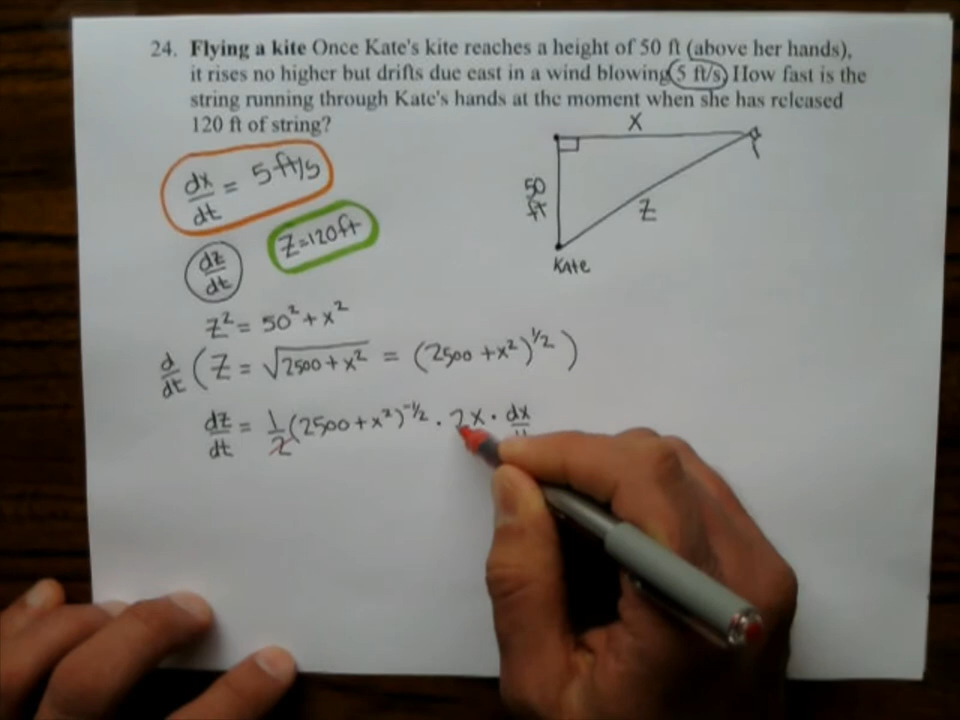 24. Flying a kite Once Kate's kite reaches a height of 50 ft (above her hands),
it rises no higher but drifts due east in a wind blowing 5 ft/s. How fast is the
string running through Kate's hands at the moment when she has released
120 ft of string?
X
dx/dt = 5 ft/s
50 ft
Z
Z=120ft
dz/dt
Kate
z² = 50² + x²
d/dt (Z = √2500 + x² = (2500 + x²)^1/2)
dz/dt = 1/2 (2500 + x²)^-1/2 · 2x · dx